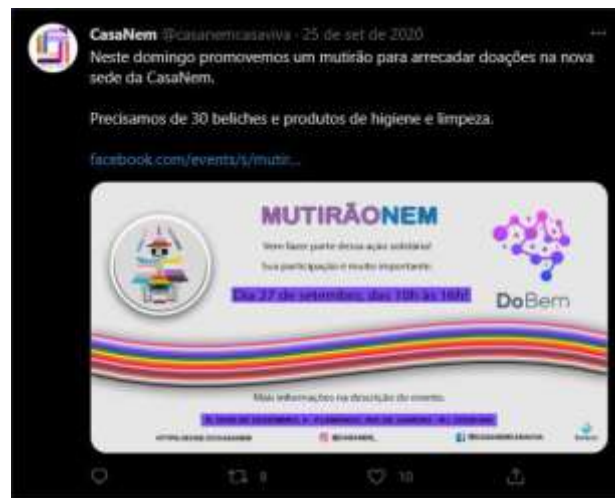 CasaNem @casanemcasaviva · 25 de set de 2020
Neste domingo promovemos um mutirão para arrecadar doações na nova
sede da CasaNem.
Precisamos de 30 beliches e produtos de higiene e limpeza.
facebook.com/events/s/mutir...
MUTIRÃONEM
Vem fazer parte dessa ação solidária!
Sua participação é muito importante.
Dia 27 de setembro, das 10h às 16h!
DoBem
Mais informações na descrição do evento.
10